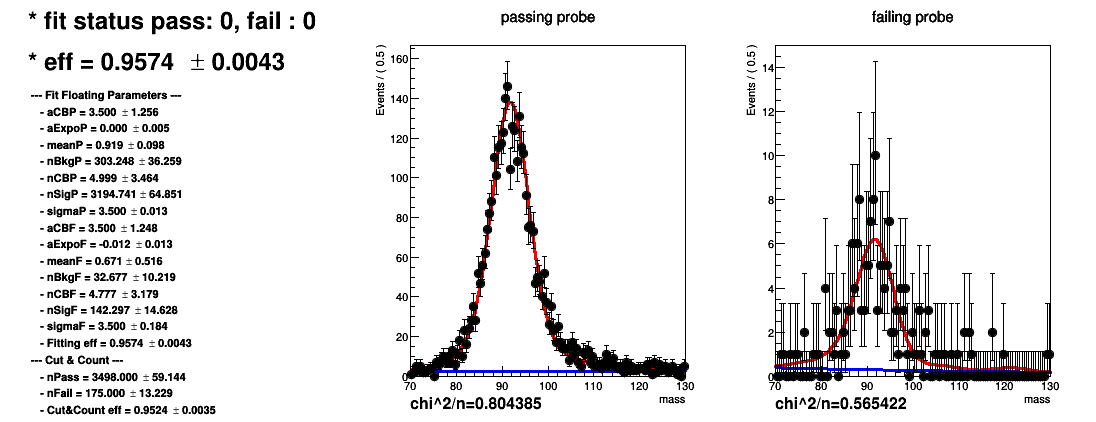 * fit status pass: 0, fail : 0
* eff = 0.9574 ± 0.0043
--- Fit Floating Parameters ---
- aCBP = 3.500 ± 1.256
- aExpoP = 0.000 ± 0.005
- meanP = 0.919 ± 0.098
- nBkgP = 303.248 ± 36.259
- nCBP = 4.999 ± 3.464
- nSigP = 3194.741 ± 64.851
- sigmaP = 3.500 ± 0.013
- aCBF = 3.500 ± 1.248
- aExpoF = -0.012 ± 0.013
- meanF = 0.671 ± 0.516
- nBkgF = 32.677 ± 10.219
- nCBF = 4.777 ± 3.179
- nSigF = 142.297 ± 14.628
- sigmaF = 3.500 ± 0.184
- Fitting eff = 0.9574 ± 0.0043
--- Cut & Count ---
- nPass = 3498.000 ± 59.144
- nFail = 175.000 ± 13.229
- Cut&Count eff = 0.9524 ± 0.0035
passing probe
Events / ( 0.5 )
160
140
120
100
80
60
40
20
0
70 80 90 100 110 120 130
mass
chi^2/n=0.804385
failing probe
Events / ( 0.5 )
14
12
10
8
6
4
2
0
70 80 90 100 110 120 130
mass
chi^2/n=0.565422